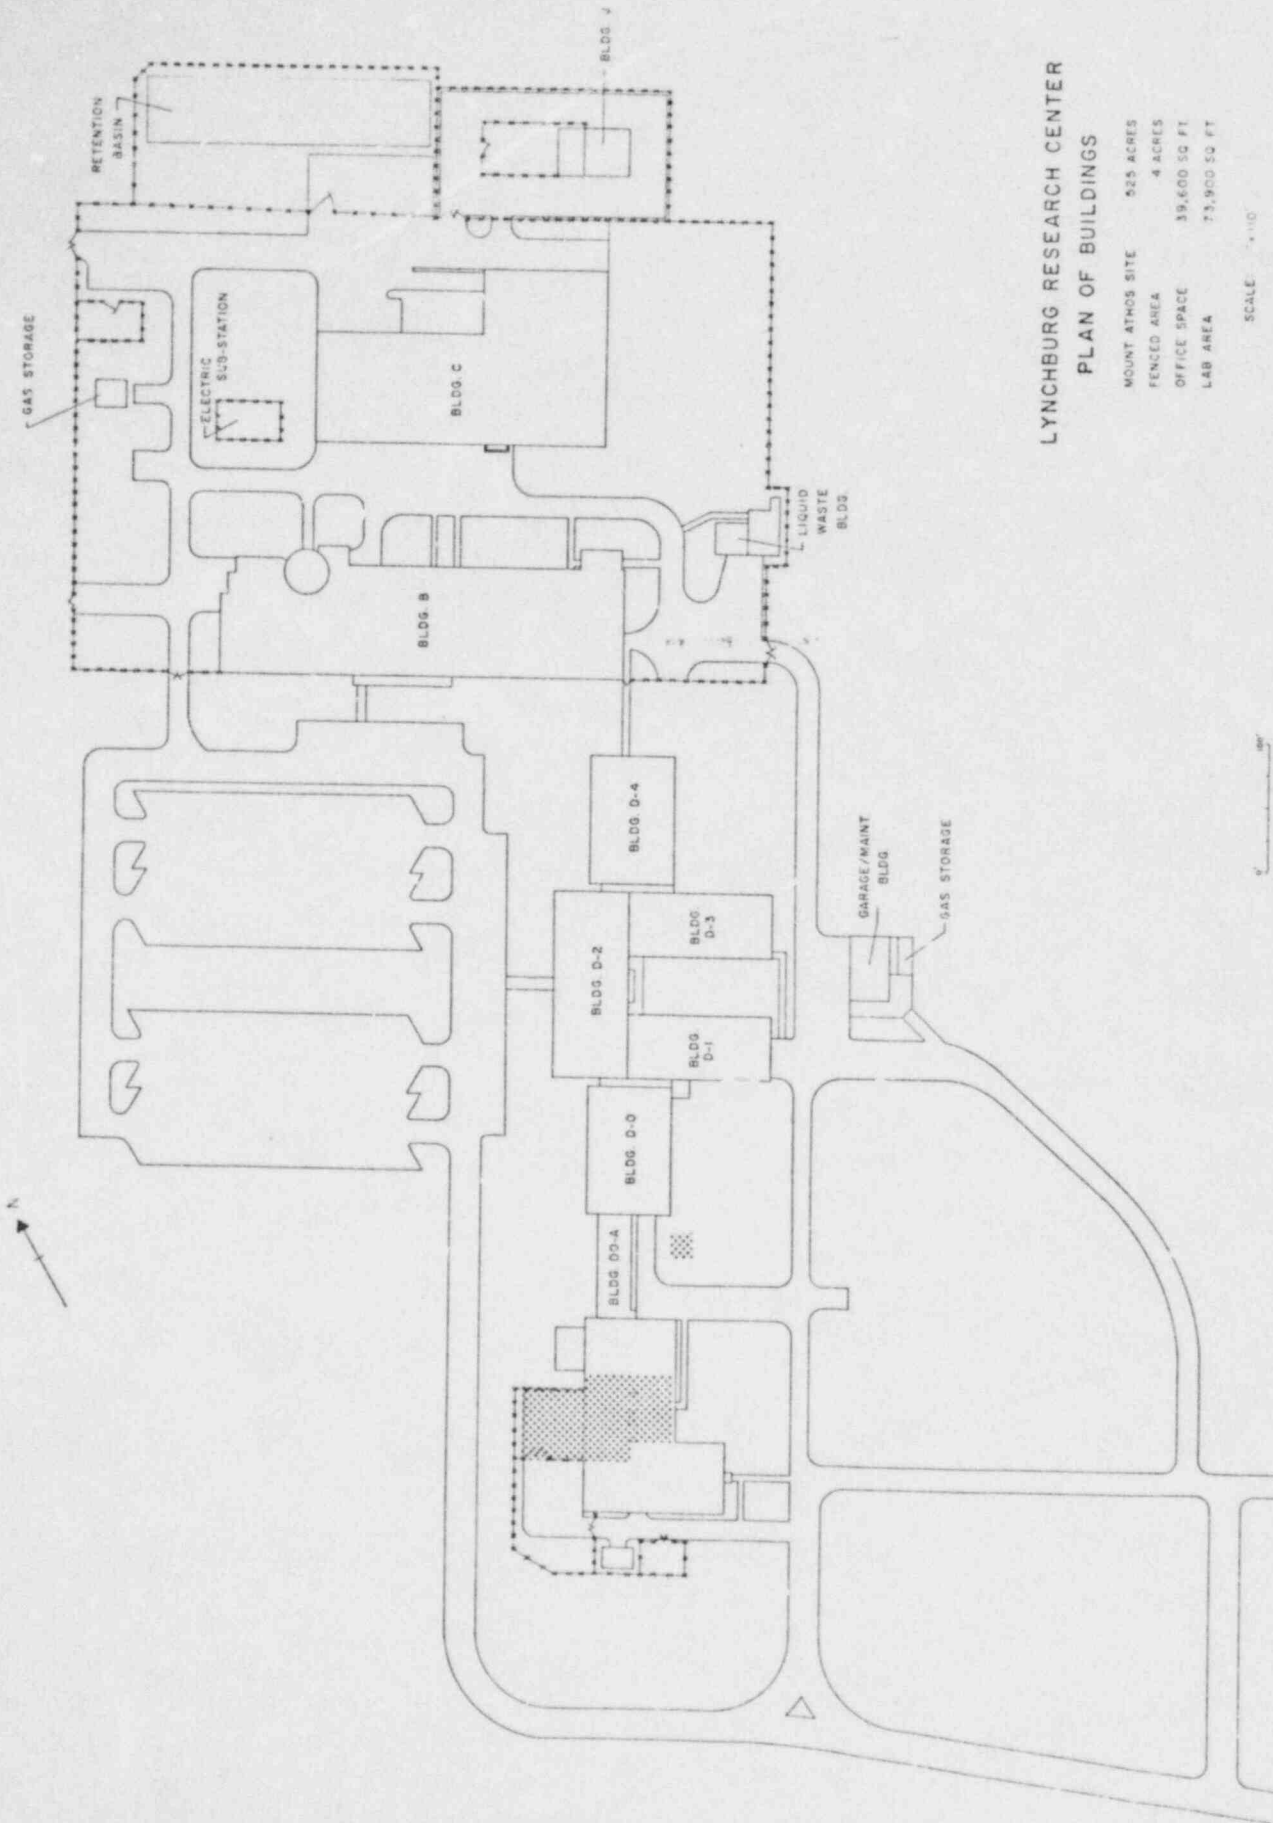 GAS STORAGE
RETENTION
BASIN
BLDG. J
ELECTRIC
SUB-STATION
BLDG. C
BLDG. B
LIQUID
WASTE
BLDG.
BLDG. D-4
BLDG. D-2
BLDG.
D-3
BLDG.
D-1
BLDG. D-0
BLDG. DO-A
GARAGE/MAINT
BLDG.
GAS STORAGE
N
LYNCHBURG RESEARCH CENTER
PLAN OF BUILDINGS
MOUNT ATHOS SITE 525 ACRES
FENCED AREA 4 ACRES
OFFICE SPACE 39,600 SQ FT
LAB AREA 73,900 SQ FT
SCALE: